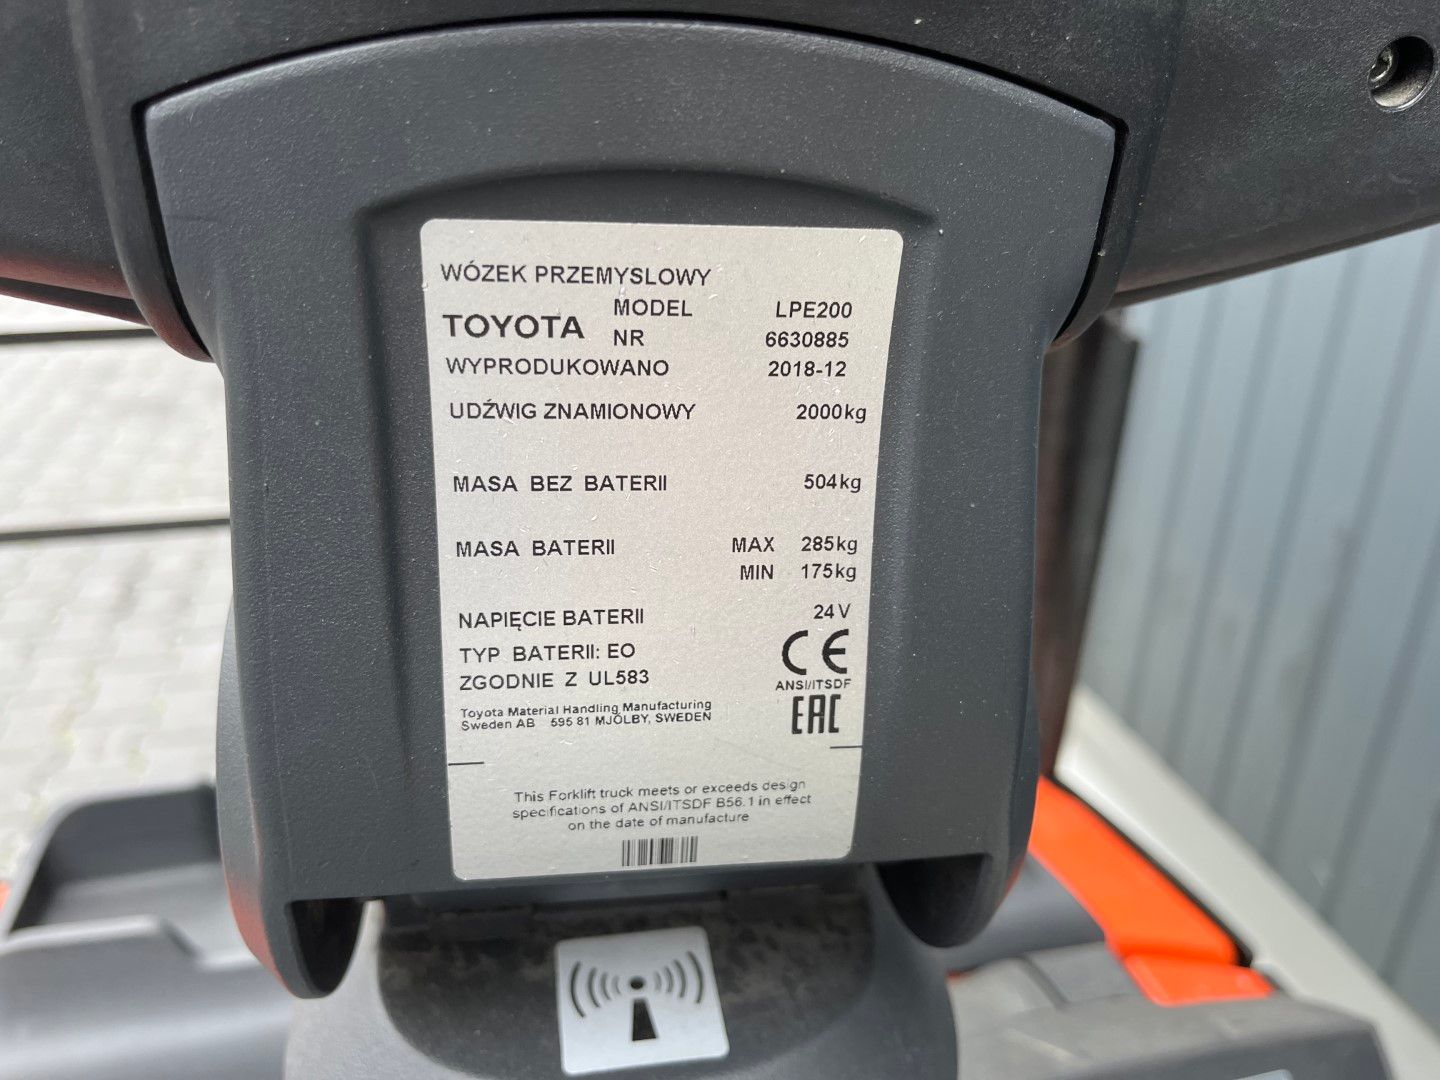 WÓZEK PRZEMYSLOWY
TOYOTA MODEL LPE200
NR 6630885
WYPRODUKOWANO 2018-12
UDŹWIG ZNAMIONOWY 2000kg
MASA BEZ BATERII 504kg
MASA BATERII MAX 285kg
MIN 175kg
NAPIĘCIE BATERII 24V
TYP BATERII: EO
ZGODNIE Z UL583
CE
ANSI/ITSDF
EAC
Toyota Material Handling Manufacturing
Sweden AB 595 81 MJÖLBY, SWEDEN
This Forklift truck meets or exceeds design
specifications of ANSI/ITSDF B56.1 in effect
on the date of manufacture